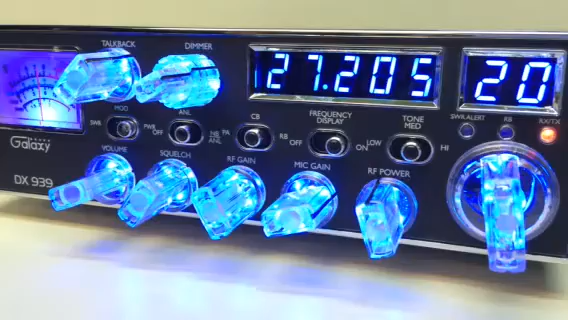 TALKBACK
DIMMER
27.205
20
MOD
ANL
CB
FREQUENCY
DISPLAY
TONE
MED
SWR ALERT
RB
RX/TX
SWR
PWR
OFF
NB
ANL
PA
RB
OFF
ON
LOW
HI
Galaxy
VOLUME
SQUELCH
RF GAIN
MIC GAIN
RF POWER
DX 939